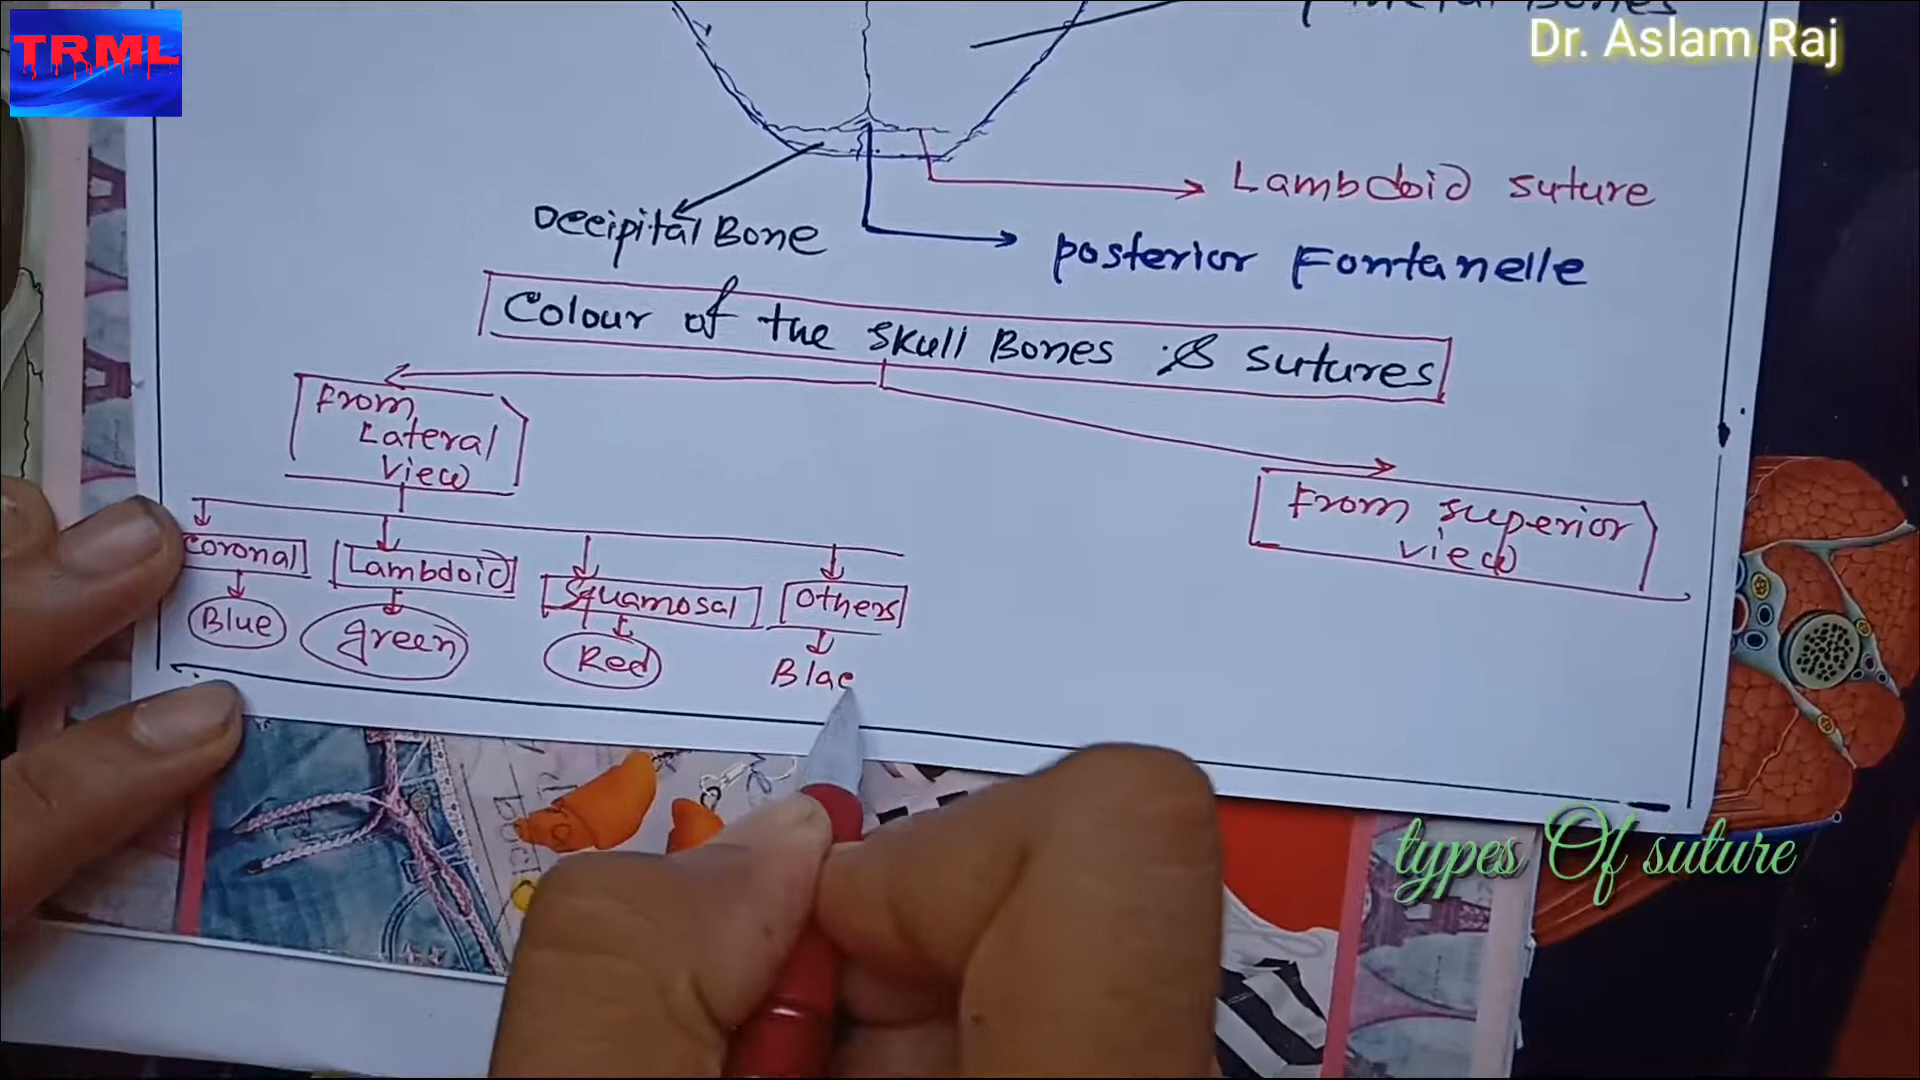 TRML
Dr. Aslam Raj
Lambdoid suture
Occipital Bone
posterior Fontanelle
Colour of the Skull Bones & sutures
From
Lateral
View
From superior
view
Coronal
Lambdoid
Squamosal
Others
Blue
green
Red
Blac
types Of suture